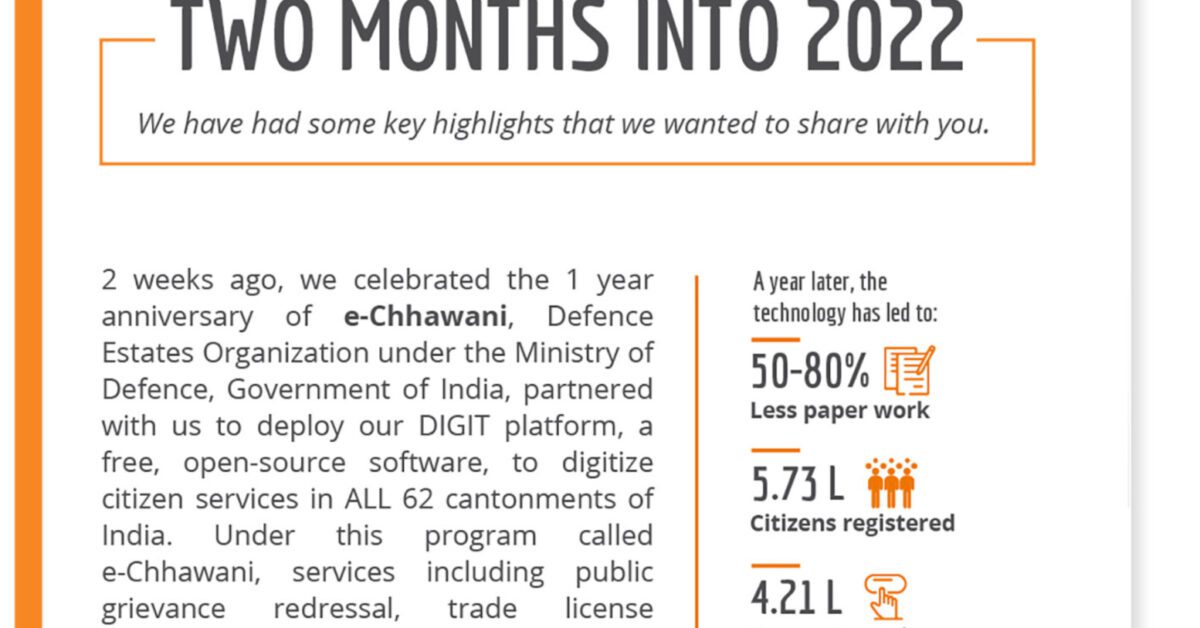 TWO MONTHS INTO 2022
We have had some key highlights that we wanted to share with you.
2 weeks ago, we celebrated the 1 year
anniversary of e-Chhawani, Defence
Estates Organization under the Ministry of
Defence, Government of India, partnered
with us to deploy our DIGIT platform, a
free, open-source software, to digitize
citizen services in ALL 62 cantonments of
India. Under this program called
e-Chhawani, services including public
grievance redressal, trade license
A year later, the
technology has led to:
50-80%
Less paper work
5.73 L
Citizens registered
4.21 L